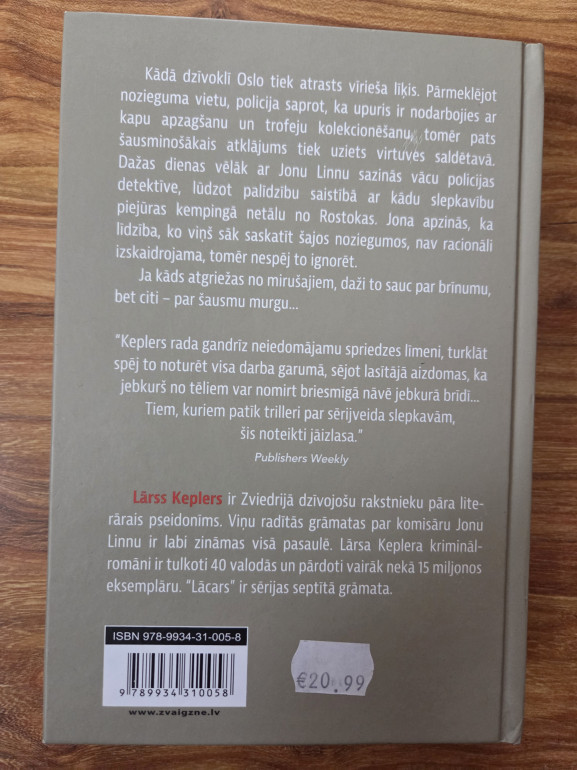 Kādā dzīvoklī Oslo tiek atrasts vīrieša līķis. Pārmeklējot
nozieguma vietu, policija saprot, ka upuris ir nodarbojies ar
kapu apzagšanu un trofeju kolekcionēšanu, tomēr pats
šausminošākais atklājums tiek uziets virtuves saldētavā.
Dažas dienas vēlāk ar Jonu Linnu sazinās vācu policijas
detektīve, lūdzot palīdzību saistībā ar kādu slepkavību
piejūras kempingā netālu no Rostokas. Jona apzinās, ka
līdzība, ko viņš sāk saskatīt šajos noziegumos, nav racionāli
izskaidrojama, tomēr nespēj to ignorēt.
Ja kāds atgriežas no mirušajiem, daži to sauc par brīnumu,
bet citi – par šausmu murgu...
"Keplers rada gandrīz neiedomājamu spriedzes līmeni, turklāt
spēj to noturēt visa darba garumā, sējot lasītājā aizdomas, ka
jebkurš no tēliem var nomirt briesmīgā nāvē jebkurā brīdī...
Tiem, kuriem patīk trilleri par sērijveida slepkavām,
šis noteikti jāizlasa."
Publishers Weekly
Lārss Keplers ir Zviedrijā dzīvojošu rakstnieku pāra lite-
rārais pseidonīms. Viņu radītās grāmatas par komisāru Jonu
Linnu ir labi zināmas visā pasaulē. Lārsa Keplera kriminál-
romāni ir tulkoti 40 valodās un pārdoti vairāk nekā 15 miljonos
eksemplāru. "Lācars" ir sērijas septītā grāmata.
ISBN 978-9934-31-005-8
9 789934 310058
www.zvaigzne.lv
€20.99